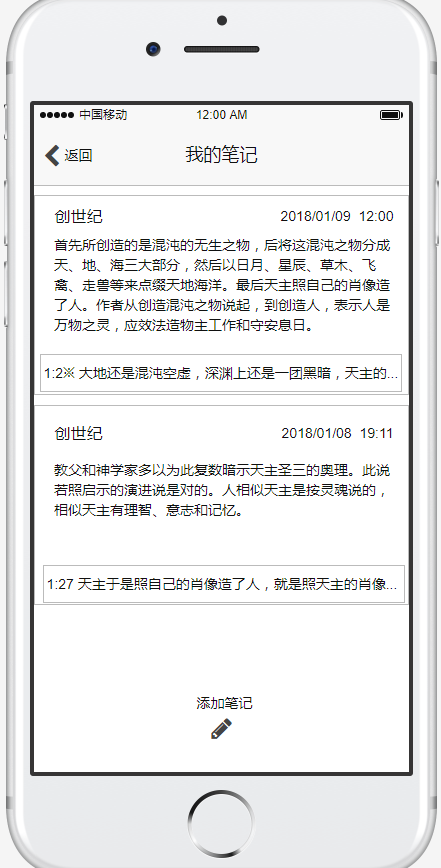 中国移动 12:00 AM
返回 我的笔记
创世纪 2018/01/09 12:00
首先所创造的是混沌的无生之物，后将这混沌之物分成
天、地、海三大部分，然后以日月、星辰、草木、飞
禽、走兽等来点缀天地海洋。最后天主照自己的肖像造
了人。作者从创造混沌之物说起，到创造人，表示人是
万物之灵，应效法造物主工作和守安息日。
1:2※ 大地还是混沌空虚，深渊上还是一团黑暗，天主的...
创世纪 2018/01/08 19:11
教父和神学家多以为此复数暗示天主圣三的奥理。此说
若照启示的演进说是对的。人相似天主是按灵魂说的，
相似天主有理智、意志和记忆。
1:27 天主于是照自己的肖像造了人，就是照天主的肖像...
添加笔记